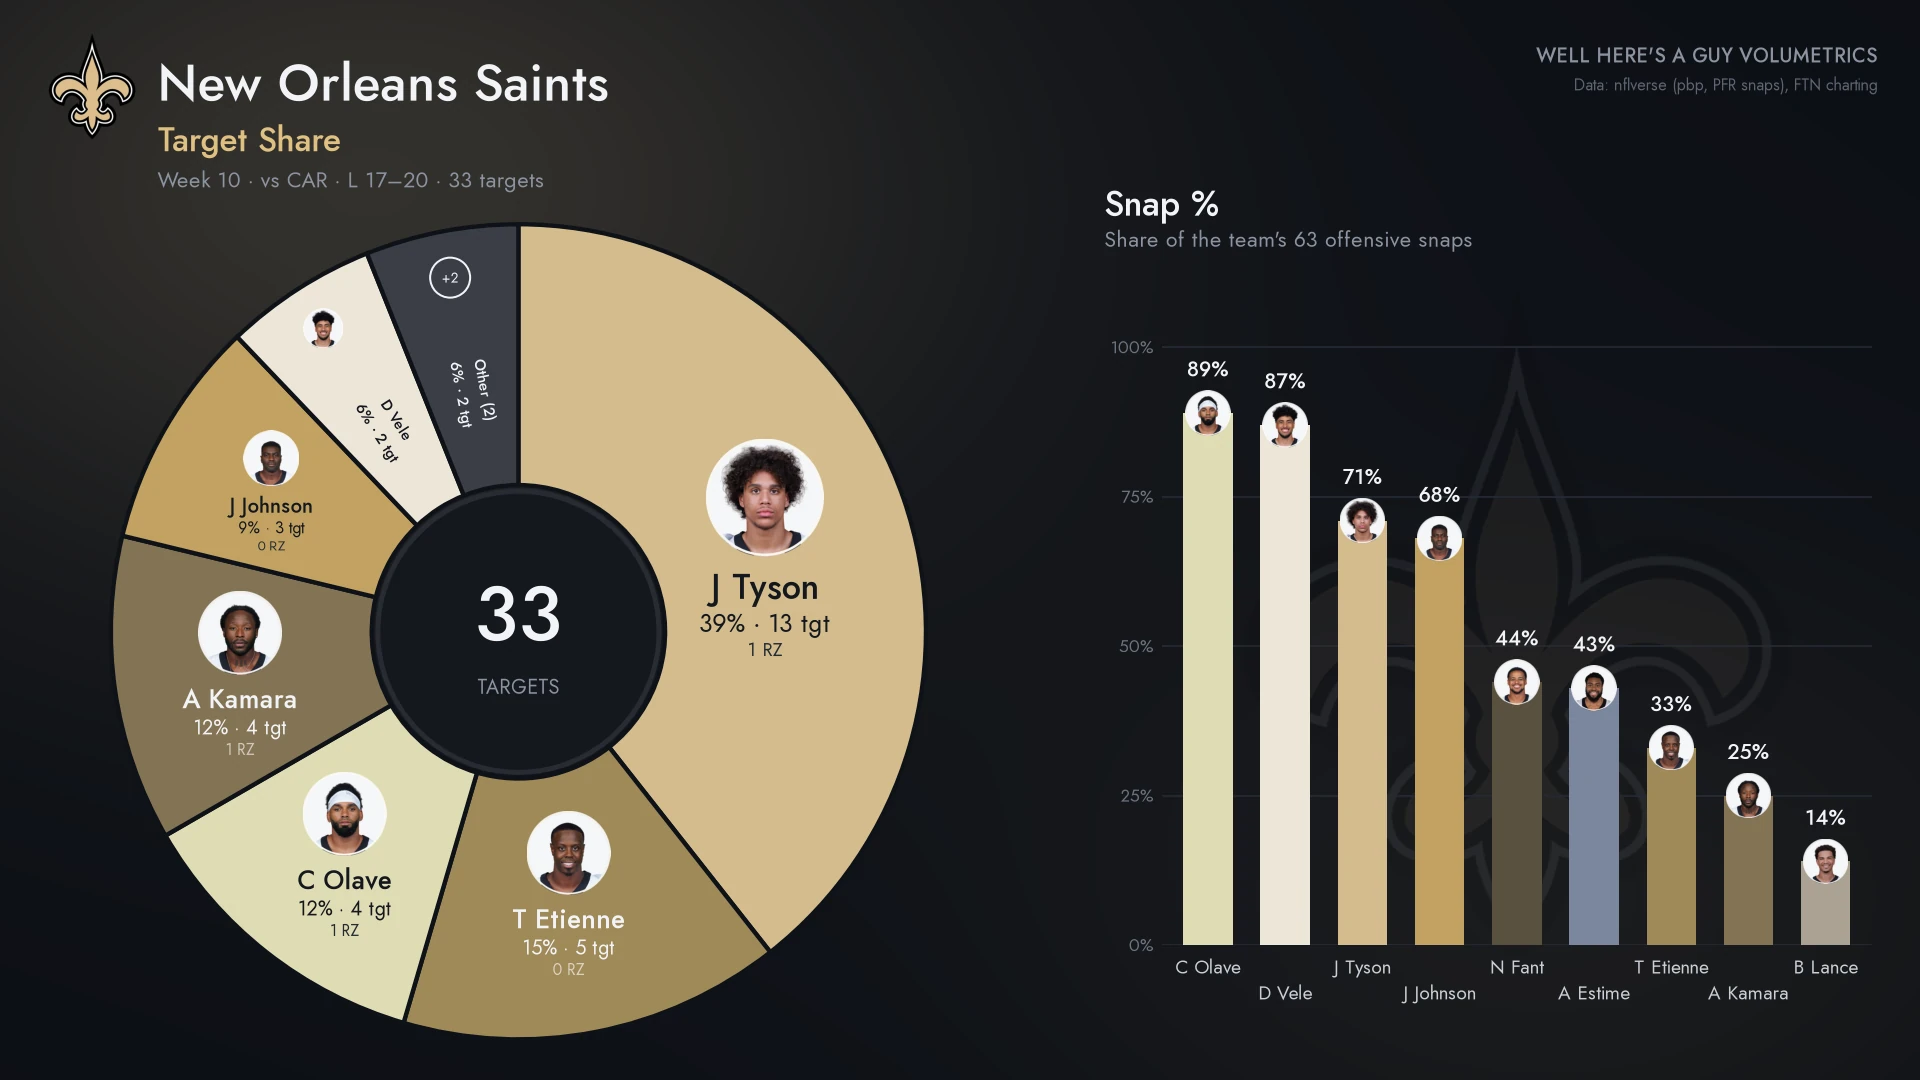 New Orleans Saints
Target Share
Week 10 · vs CAR · L 17–20 · 33 targets
WELL HERE'S A GUY VOLUMETRICS
Data: nflverse (pbp, PFR snaps), FTN charting
+2
Other (2)
6% · 2 tgt
D Vele
6% · 2 tgt
J Johnson
9% · 3 tgt
0 RZ
A Kamara
12% · 4 tgt
1 RZ
C Olave
12% · 4 tgt
1 RZ
T Etienne
15% · 5 tgt
0 RZ
J Tyson
39% · 13 tgt
1 RZ
33
TARGETS
Snap %
Share of the team's 63 offensive snaps
100%
75%
50%
25%
0%
89%
87%
71%
68%
44%
43%
33%
25%
14%
C Olave
D Vele
J Tyson
J Johnson
N Fant
A Estime
T Etienne
A Kamara
B Lance